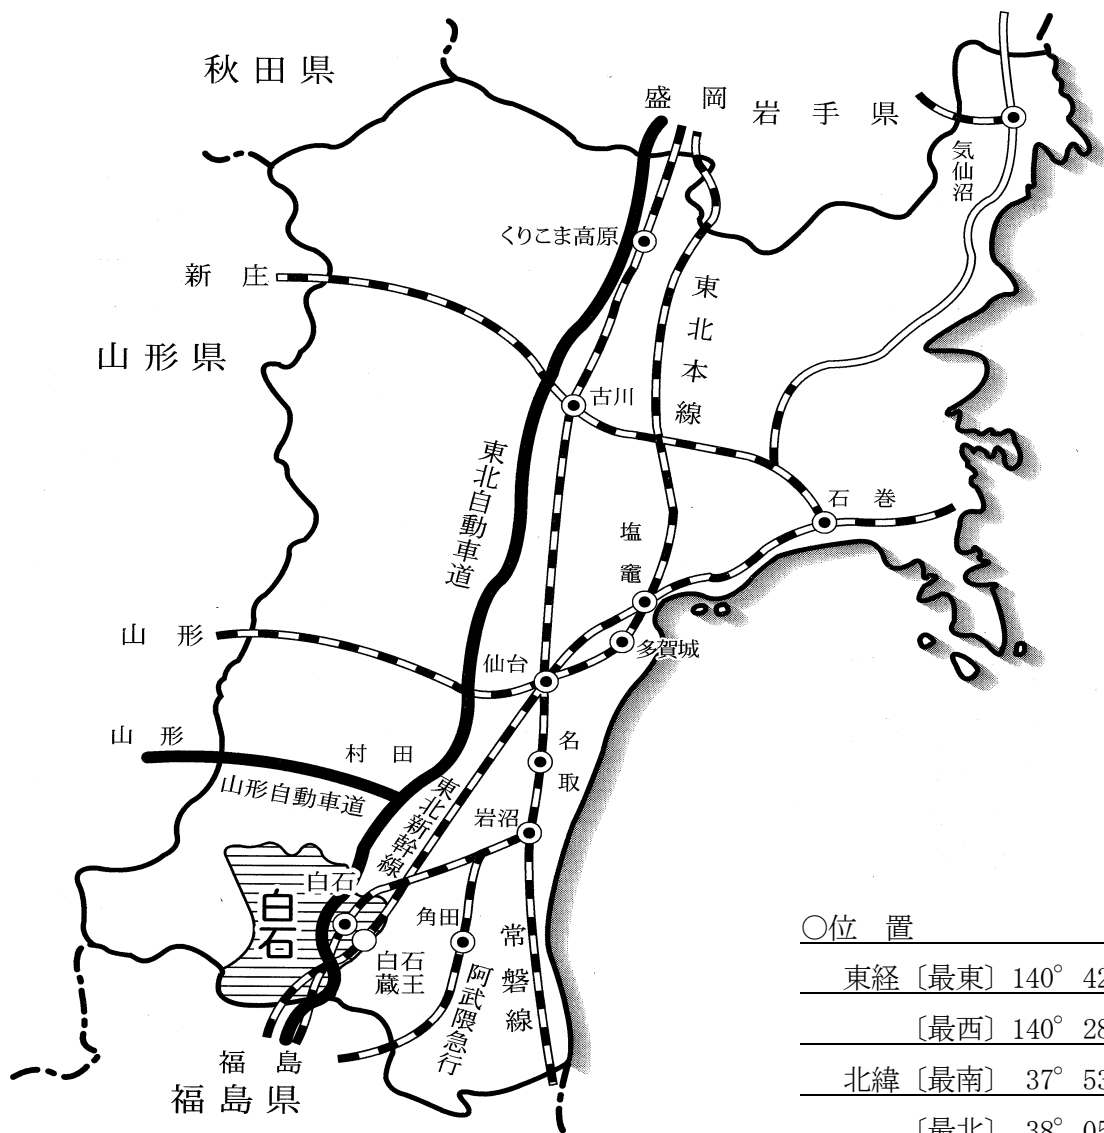 秋田県
盛岡
岩手県
気仙沼
くりこま高原
新庄
東北本線
山形県
古川
東北自動車道
石巻
塩竈
山形
仙台
多賀城
山形
村田
名取
山形自動車道
東北新幹線
岩沼
白石
白石
角田
常磐線
白石
蔵王
阿武隈急行
福島
福島県
○位 置
東経〔最東〕140° 42
〔最西〕140° 28
北緯〔最南〕 37° 53
〔最北〕 38° 05